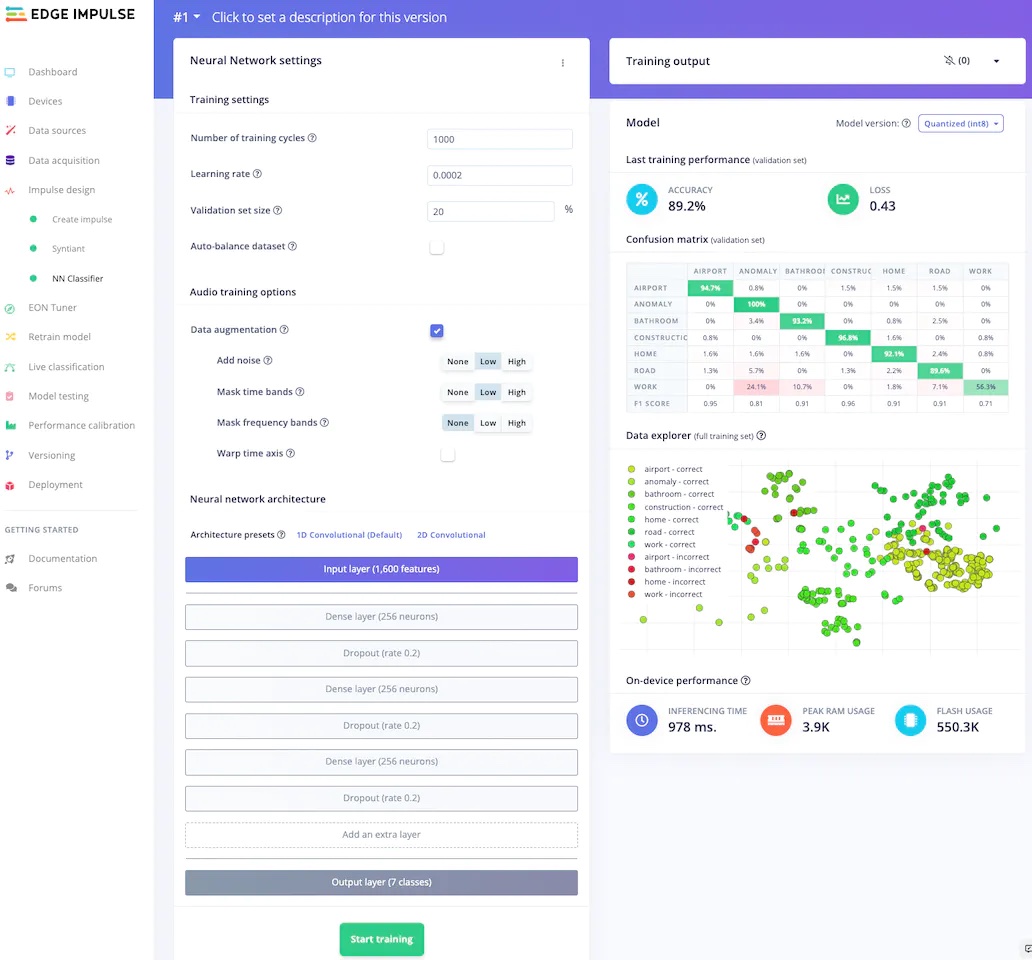 EDGE IMPULSE
#1 Click to set a description for this version
Dashboard
Devices
Data sources
Data acquisition
Impulse design
Create impulse
Syntiant
NN Classifier
EON Tuner
Retrain model
Live classification
Model testing
Performance calibration
Versioning
Deployment
GETTING STARTED
Documentation
Forums
Neural Network settings
Training settings
Number of training cycles 1000
Learning rate 0.0002
Validation set size 20 %
Auto-balance dataset
Audio training options
Data augmentation
Add noise None Low High
Mask time bands None Low High
Mask frequency bands None Low High
Warp time axis
Neural network architecture
Architecture presets 1D Convolutional (Default) 2D Convolutional
Input layer (1,600 features)
Dense layer (256 neurons)
Dropout (rate 0.2)
Dense layer (256 neurons)
Dropout (rate 0.2)
Dense layer (256 neurons)
Dropout (rate 0.2)
Add an extra layer
Output layer (7 classes)
Start training
Training output (0)
Model Model version: Quantized (int8)
Last training performance (validation set)
ACCURACY
89.2%
LOSS
0.43
Confusion matrix (validation set)
AIRPORT ANOMALY BATHROOI CONSTRUC HOME ROAD WORK
AIRPORT 94.7% 0.8% 0% 1.5% 1.5% 1.5% 0%
ANOMALY 0% 100% 0% 0% 0% 0% 0%
BATHROOM 0% 3.4% 93.2% 0% 0.8% 2.5% 0%
CONSTRUCTIC 0.8% 0% 0% 96.8% 1.6% 0% 0.8%
HOME 1.6% 1.6% 1.6% 0% 92.1% 2.4% 0.8%
ROAD 1.3% 5.7% 0% 1.3% 2.2% 89.6% 0%
WORK 0% 24.1% 10.7% 0% 1.8% 7.1% 56.3%
F1 SCORE 0.95 0.81 0.91 0.96 0.91 0.91 0.71
Data explorer (full training set)
airport - correct
anomaly - correct
bathroom - correct
construction - correct
home - correct
road - correct
work - correct
airport - incorrect
bathroom - incorrect
home - incorrect
work - incorrect
On-device performance
INFERENCING TIME
978 ms.
PEAK RAM USAGE
3.9K
FLASH USAGE
550.3K